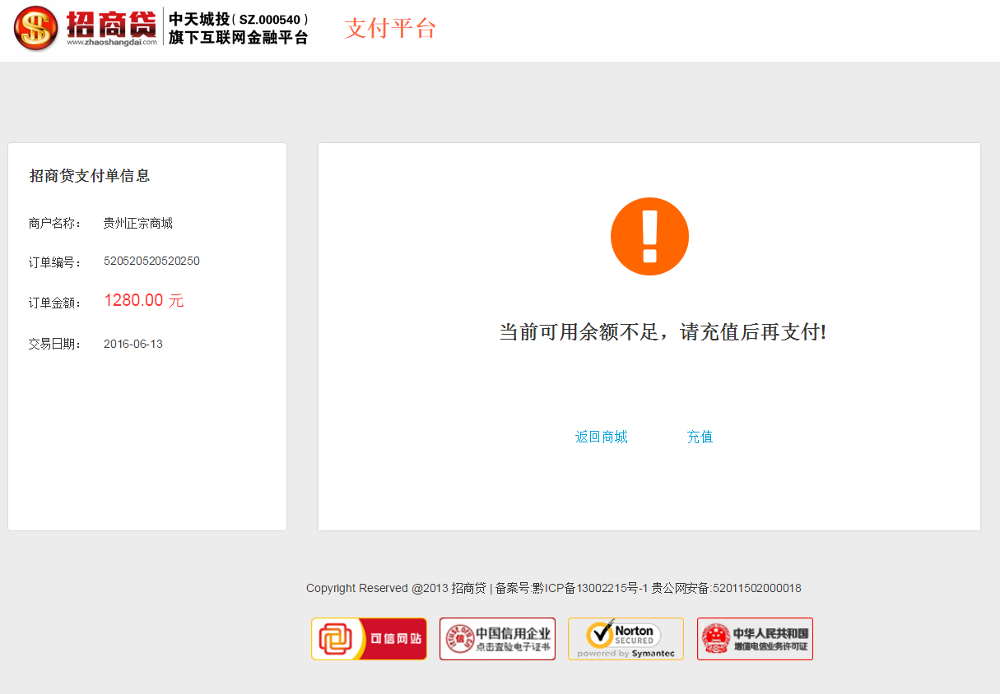 招商贷
www.zhaoshangdai.com
中天城投( SZ.000540 )
旗下互联网金融平台
支付平台
招商贷支付单信息
商户名称： 贵州正宗商城
订单编号： 520520520520250
订单金额： 1280.00 元
交易日期： 2016-06-13
当前可用余额不足，请充值后再支付!
返回商城 充值
Copyright Reserved @2013 招商贷 | 备案号:黔ICP备13002215号-1 贵公网安备:52011502000018
可信网站
中国信用企业
点击查验电子证书
Norton
SECURED
powered by Symantec
中华人民共和国
增值电信业务许可证